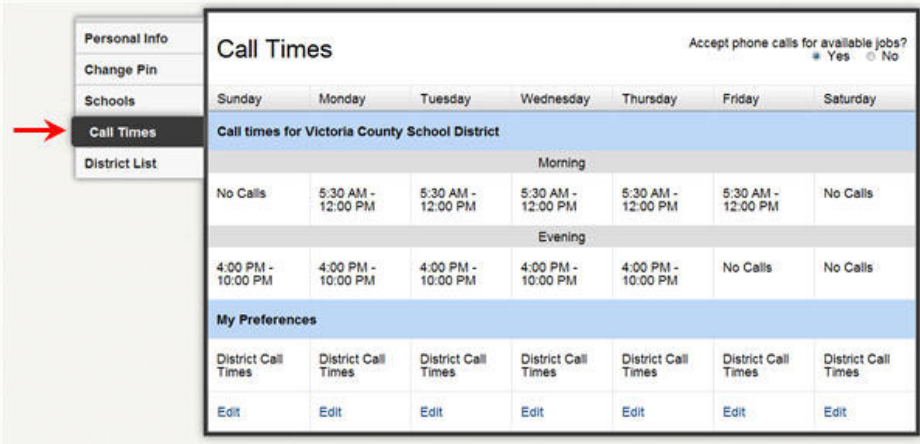 Personal Info
Change Pin
Schools
Call Times
District List
Call Times
Accept phone calls for available jobs?
Yes No
Sunday Monday Tuesday Wednesday Thursday Friday Saturday
Call times for Victoria County School District
Morning
No Calls 5:30 AM - 5:30 AM - 5:30 AM - 5:30 AM - 5:30 AM - No Calls
12:00 PM 12:00 PM 12:00 PM 12:00 PM 12:00 PM
Evening
4:00 PM - 4:00 PM - 4:00 PM - 4:00 PM - 4:00 PM - No Calls No Calls
10:00 PM 10:00 PM 10:00 PM 10:00 PM 10:00 PM
My Preferences
District Call District Call District Call District Call District Call District Call District Call
Times Times Times Times Times Times Times
Edit Edit Edit Edit Edit Edit Edit